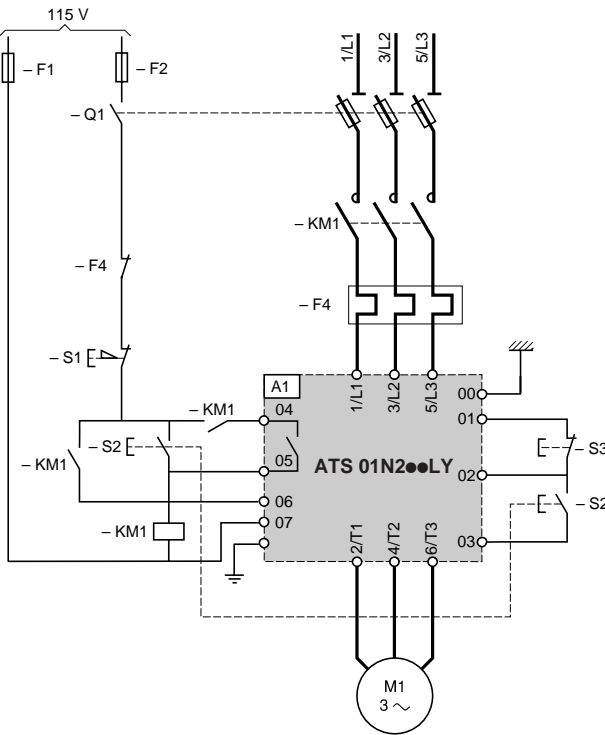 115 V
– F1
– F2
– Q1
1/L1
3/L2
5/L3
– KM1
– F4
– F4
– S1
A1
1/L1
3/L2
5/L3
00
01
04
– KM1
– S2
– KM1
05
ATS 01N2●●LY
02
– S3
06
– S2
– KM1
07
03
2/T1
4/T2
6/T3
M1
3 ~